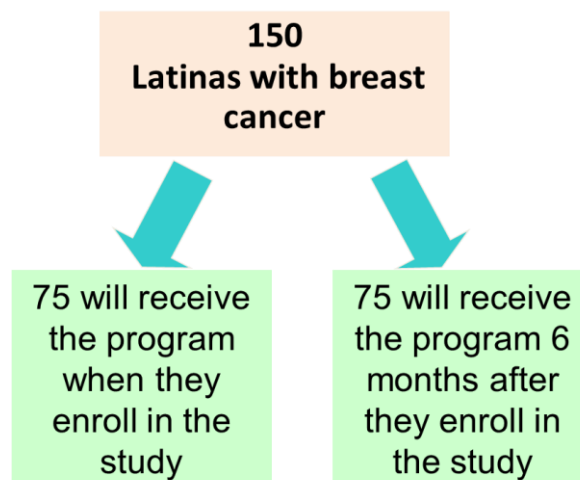 150
Latinas with breast
cancer
75 will receive
the program
when they
enroll in the
study
75 will receive
the program 6
months after
they enroll in
the study